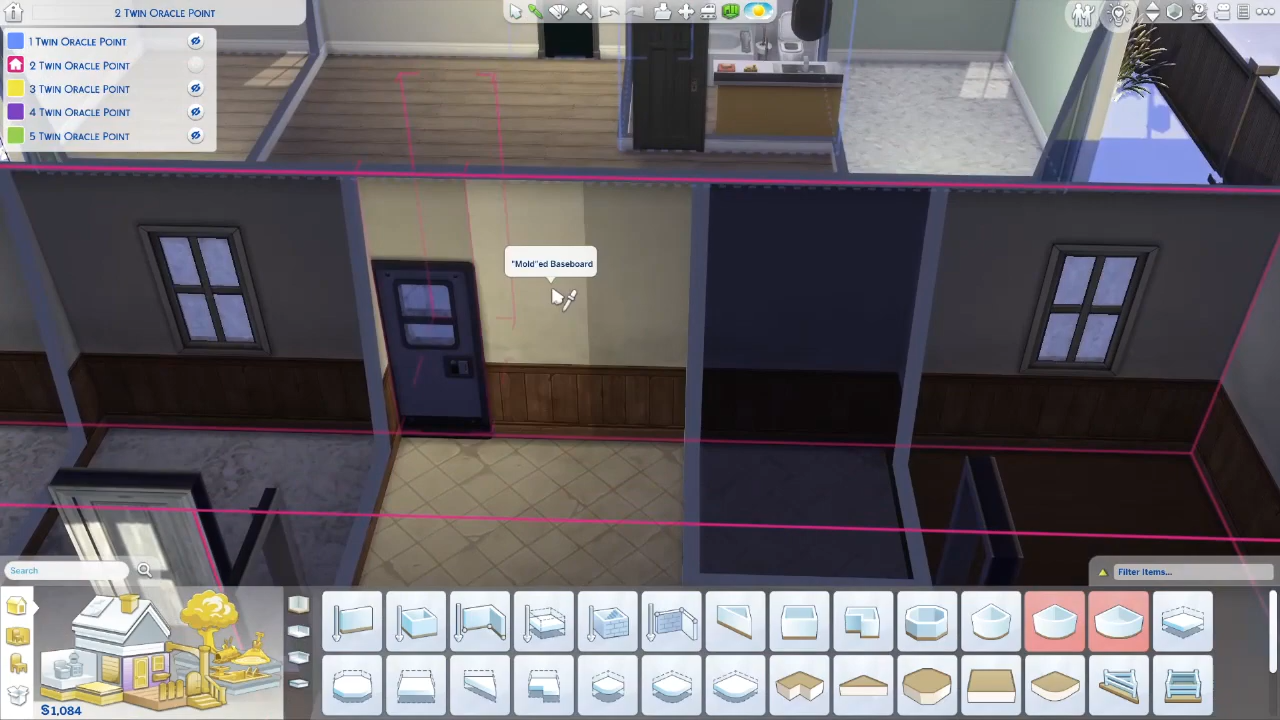 2 Twin Oracle Point
1 Twin Oracle Point
2 Twin Oracle Point
3 Twin Oracle Point
4 Twin Oracle Point
5 Twin Oracle Point
"Mold"ed Baseboard
Search
Filter Items...
§1,084